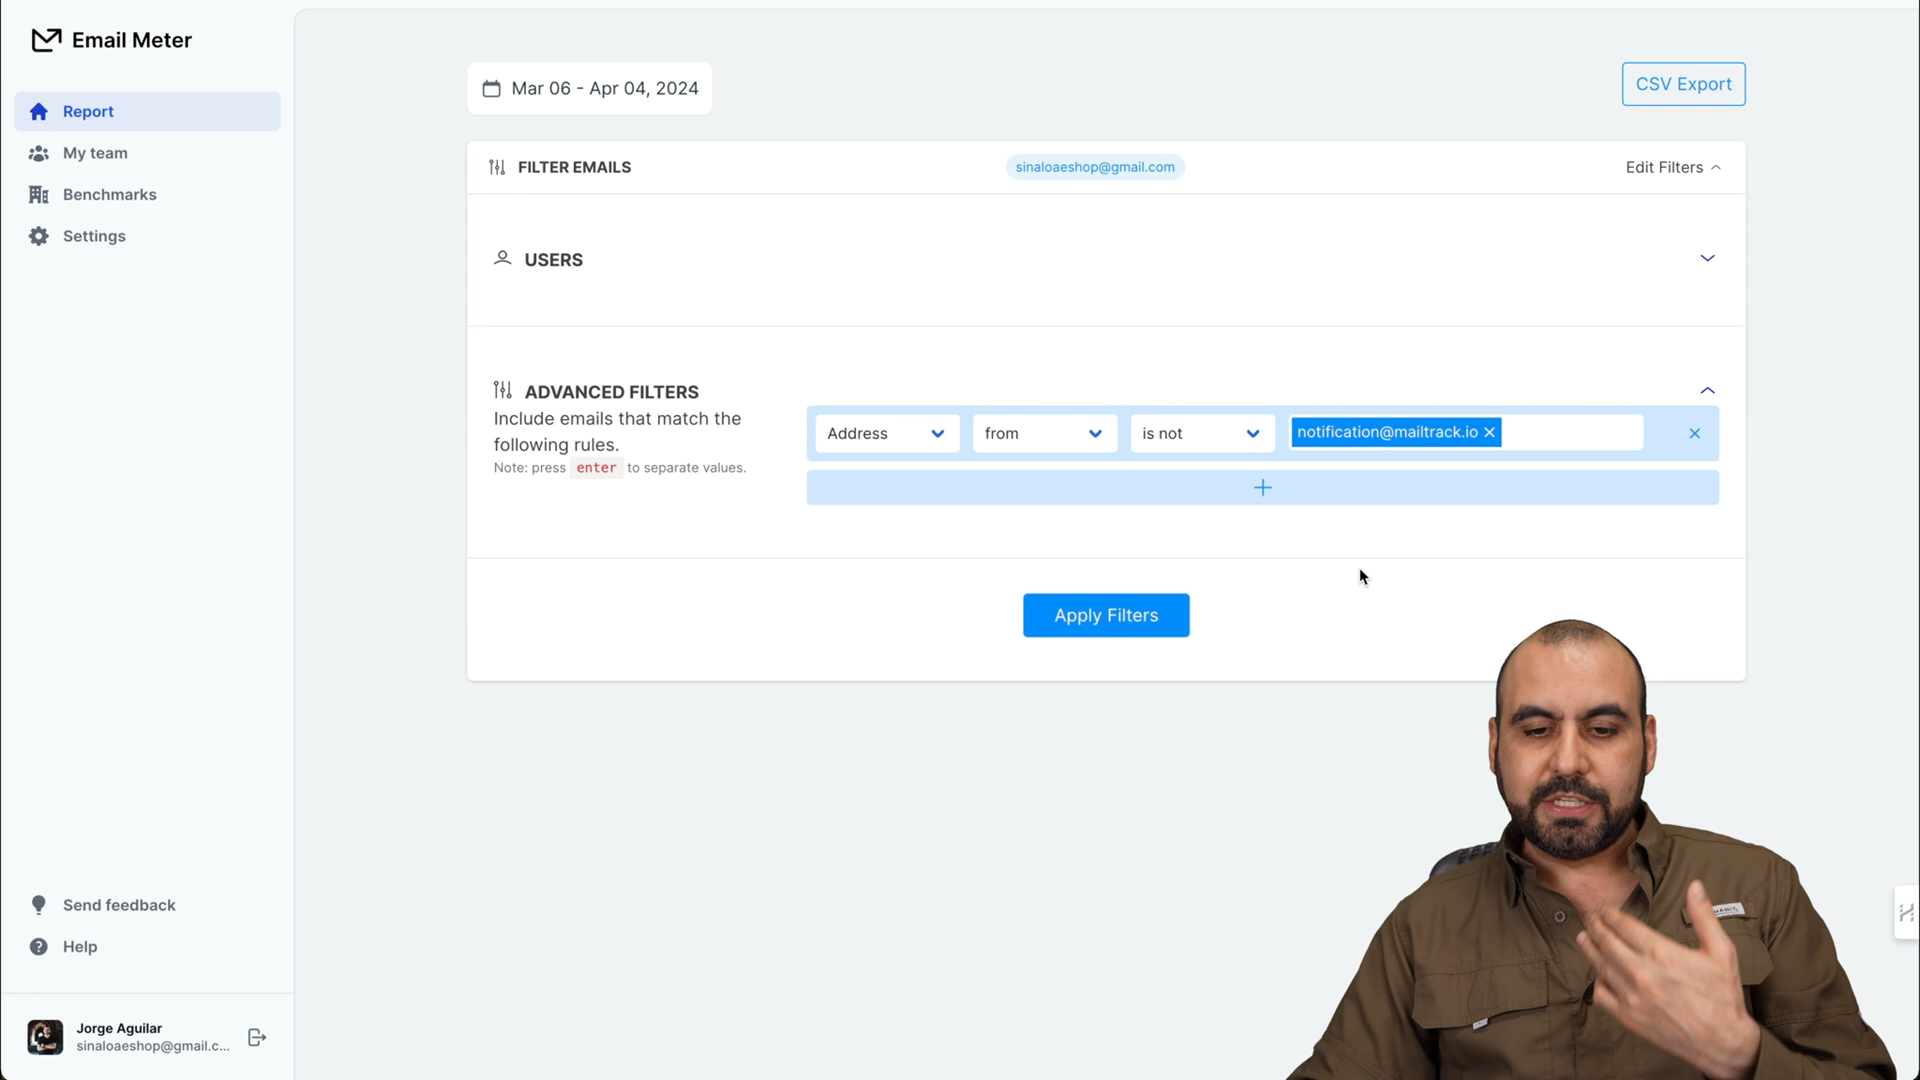 Email Meter
Report
My team
Benchmarks
Settings
Send feedback
Help
Jorge Aguilar
sinaloaeshop@gmail.c...
Mar 06 - Apr 04, 2024
CSV Export
FILTER EMAILS
sinaloaeshop@gmail.com
Edit Filters
USERS
ADVANCED FILTERS
Include emails that match the
following rules.
Note: press enter to separate values.
Address from is not notification@mailtrack.io
Apply Filters